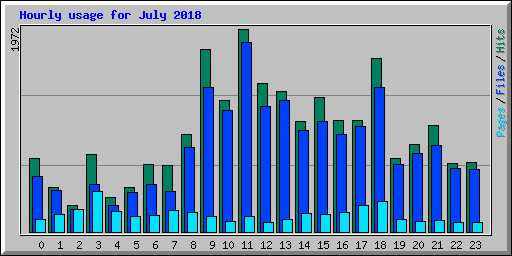 Hourly usage for July 2018
1972
Pages/Files/Hits
0 1 2 3 4 5 6 7 8 9 10 11 12 13 14 15 16 17 18 19 20 21 22 23